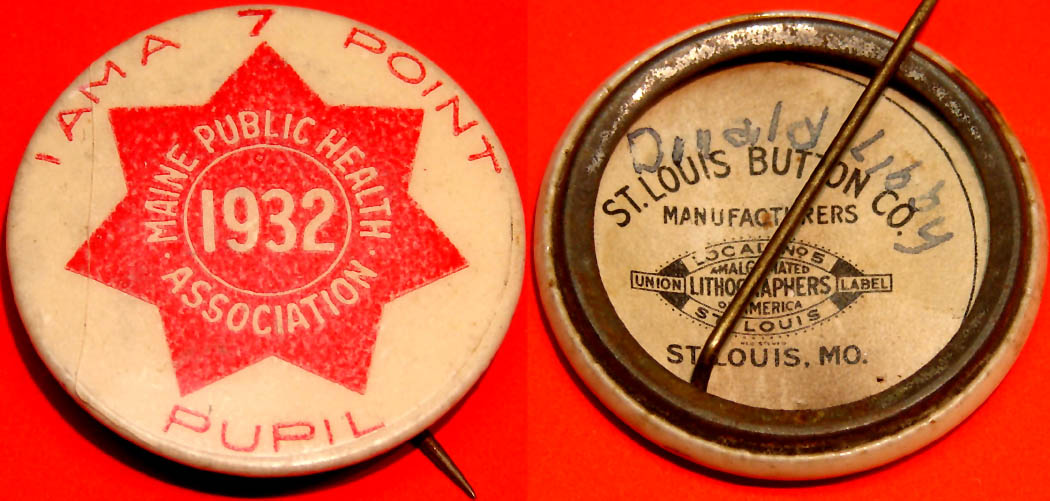 I AM A 7 POINT
MAINE PUBLIC HEALTH
1932
· ASSOCIATION ·
PUPIL
Donald Libby
ST. LOUIS BUTTON CO.
MANUFACTURERS
LOCAL No 5
AMALGAMATED
UNION LITHOGRAPHERS LABEL
OF AMERICA
ST LOUIS
ST. LOUIS, MO.